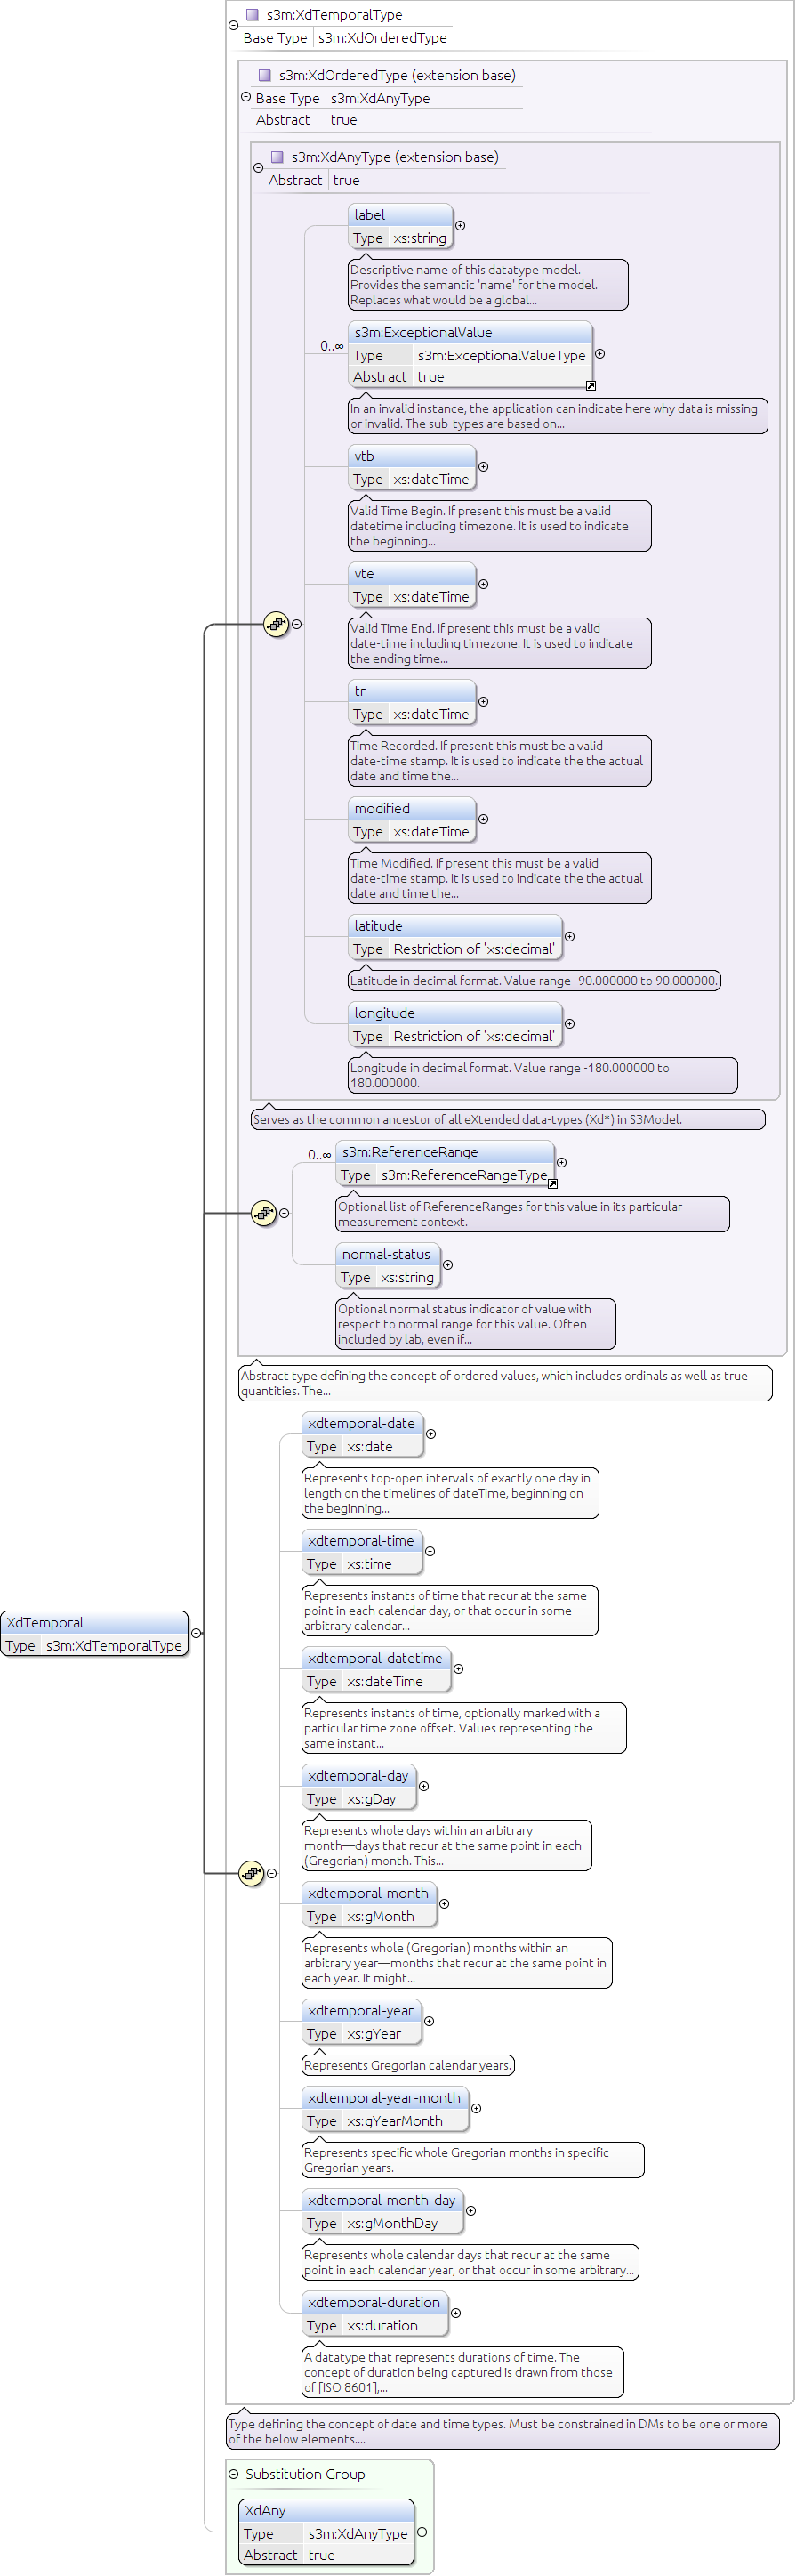 s3m:XdTemporalType
Base Type s3m:XdOrderedType
s3m:XdOrderedType (extension base)
Base Type s3m:XdAnyType
Abstract true
s3m:XdAnyType (extension base)
Abstract true
label
Type xs:string
Descriptive name of this datatype model.
Provides the semantic 'name' for the model.
Replaces what would be a global...
0..∞
s3m:ExceptionalValue
Type s3m:ExceptionalValueType
Abstract true
In an invalid instance, the application can indicate here why data is missing
or invalid. The sub-types are based on...
vtb
Type xs:dateTime
Valid Time Begin. If present this must be a valid
datetime including timezone. It is used to indicate
the beginning...
vte
Type xs:dateTime
Valid Time End. If present this must be a valid
date-time including timezone. It is used to indicate
the ending time...
tr
Type xs:dateTime
Time Recorded. If present this must be a valid
date-time stamp. It is used to indicate the the actual
date and time the...
modified
Type xs:dateTime
Time Modified. If present this must be a valid
date-time stamp. It is used to indicate the the actual
date and time the...
latitude
Type Restriction of 'xs:decimal'
Latitude in decimal format. Value range -90.000000 to 90.000000.
longitude
Type Restriction of 'xs:decimal'
Longitude in decimal format. Value range -180.000000 to
180.000000.
Serves as the common ancestor of all eXtended data-types (Xd*) in S3Model.
0..∞
s3m:ReferenceRange
Type s3m:ReferenceRangeType
Optional list of ReferenceRanges for this value in its particular
measurement context.
normal-status
Type xs:string
Optional normal status indicator of value with
respect to normal range for this value. Often
included by lab, even if...
Abstract type defining the concept of ordered values, which includes ordinals as well as true
quantities. The...
xdtemporal-date
Type xs:date
Represents top-open intervals of exactly one day in
length on the timelines of dateTime, beginning on
the beginning...
xdtemporal-time
Type xs:time
Represents instants of time that recur at the same
point in each calendar day, or that occur in some
arbitrary calendar...
XdTemporal
Type s3m:XdTemporalType
xdtemporal-datetime
Type xs:dateTime
Represents instants of time, optionally marked with a
particular time zone offset. Values representing the
same instant...
xdtemporal-day
Type xs:gDay
Represents whole days within an arbitrary
month—days that recur at the same point in each
(Gregorian) month. This...
xdtemporal-month
Type xs:gMonth
Represents whole (Gregorian) months within an
arbitrary year—months that recur at the same point in
each year. It might...
xdtemporal-year
Type xs:gYear
Represents Gregorian calendar years.
xdtemporal-year-month
Type xs:gYearMonth
Represents specific whole Gregorian months in specific
Gregorian years.
xdtemporal-month-day
Type xs:gMonthDay
Represents whole calendar days that recur at the same
point in each calendar year, or that occur in some arbitrary...
xdtemporal-duration
Type xs:duration
A datatype that represents durations of time. The
concept of duration being captured is drawn from those
of [ISO 8601],...
Type defining the concept of date and time types. Must be constrained in DMs to be one or more
of the below elements....
Substitution Group
XdAny
Type s3m:XdAnyType
Abstract true